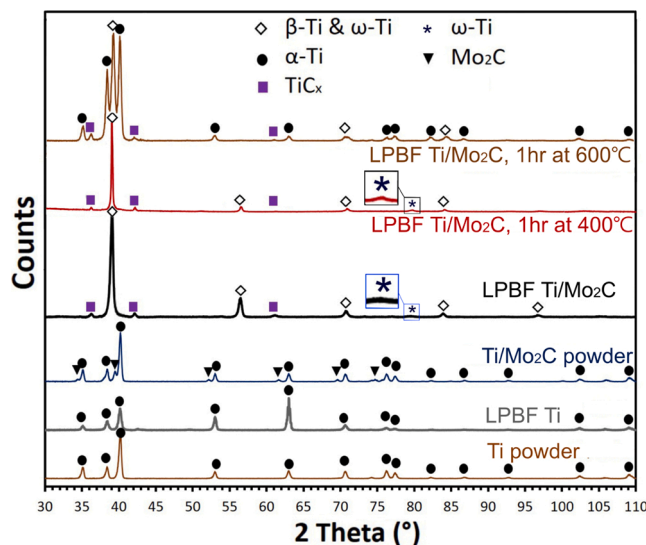 β-Ti & ω-Ti
ω-Ti
α-Ti
Mo₂C
TiCₓ
LPBF Ti/Mo₂C, 1hr at 600℃
*
*
LPBF Ti/Mo₂C, 1hr at 400℃
*
*
LPBF Ti/Mo₂C
Ti/Mo₂C powder
LPBF Ti
Ti powder
Counts
30 35 40 45 50 55 60 65 70 75 80 85 90 95 100 105 110
2 Theta (°)